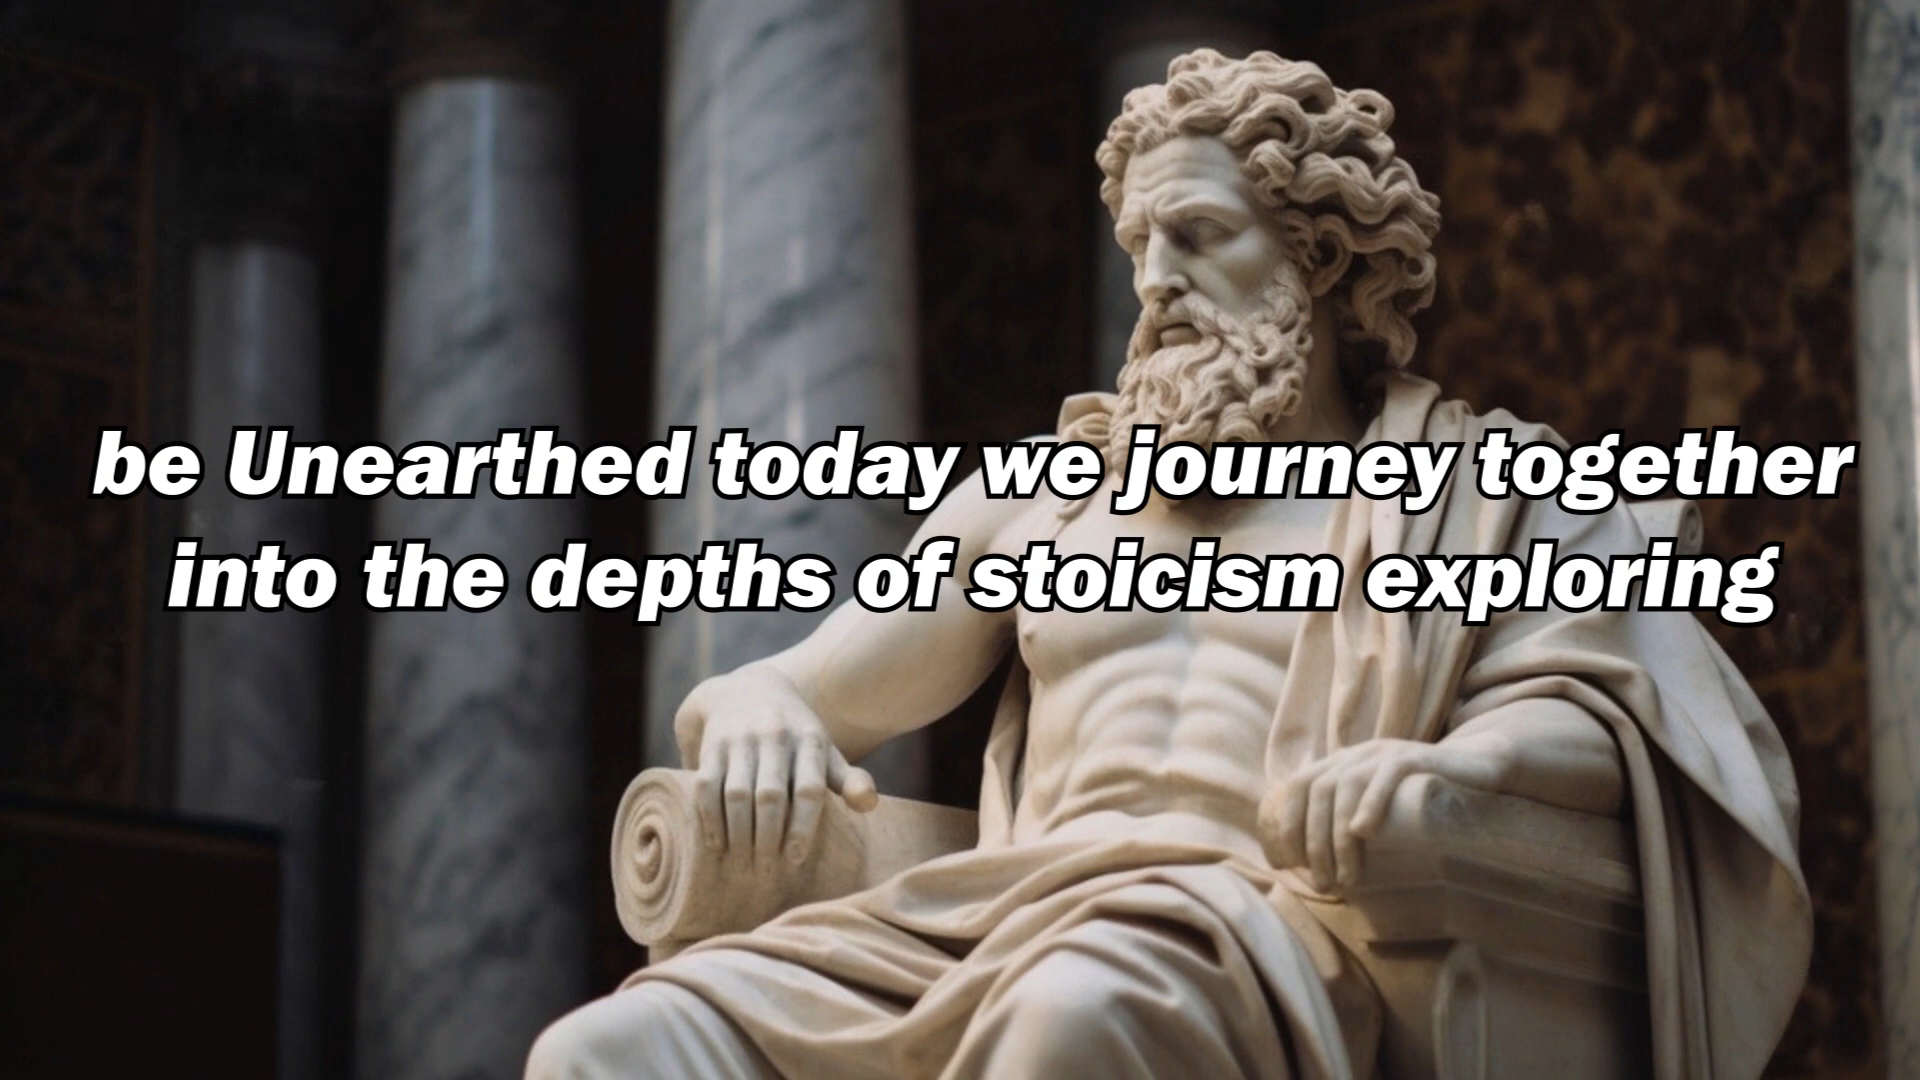 be Unearthed today we journey together
into the depths of stoicism exploring